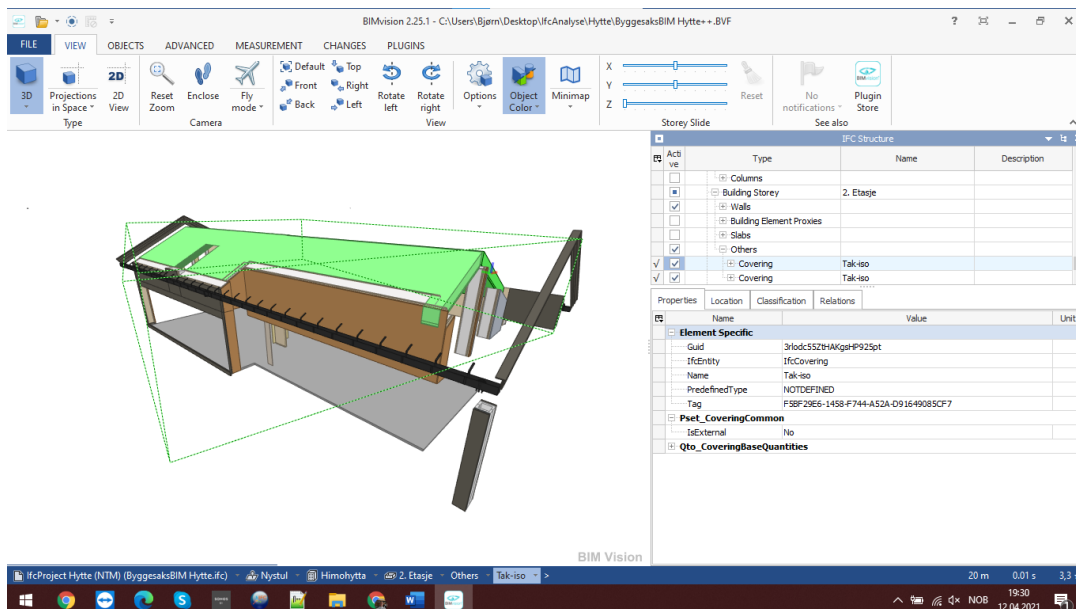 BIMvision 2.25.1 - C:\Users\Bjørn\Desktop\IfcAnalyse\Hytte\ByggesaksBIM Hytte++.BVF
FILE VIEW OBJECTS ADVANCED MEASUREMENT CHANGES PLUGINS
3D
Projections in Space
2D View
Reset Zoom
Enclose
Fly mode
Default Top
Front Right
Back Left
Rotate left
Rotate right
Options
Object Color
Minimap
X
Y
Z
Reset
No notifications
Plugin Store
Type Camera View Storey Slide See also
IFC Structure
Active Type Name Description
Columns
Building Storey 2. Etasje
Walls
Building Element Proxies
Slabs
Others
Covering Tak-iso
Covering Tak-iso
Properties Location Classification Relations
Name Value Unit
Element Specific
Guid 3rlodc55ZtHAKgsHP925pt
IfcEntity IfcCovering
Name Tak-iso
PredefinedType NOTDEFINED
Tag F5BF29E6-1458-F744-A52A-D91649085CF7
Pset_CoveringCommon
IsExternal No
Qto_CoveringBaseQuantities
BIM Vision
IfcProject Hytte (NTM) (ByggesaksBIM Hytte.ifc) Nystul Himohytta 2. Etasje Others Tak-iso > 20 m 0.01 s 3,3
NOB
19:30
12.04.2021